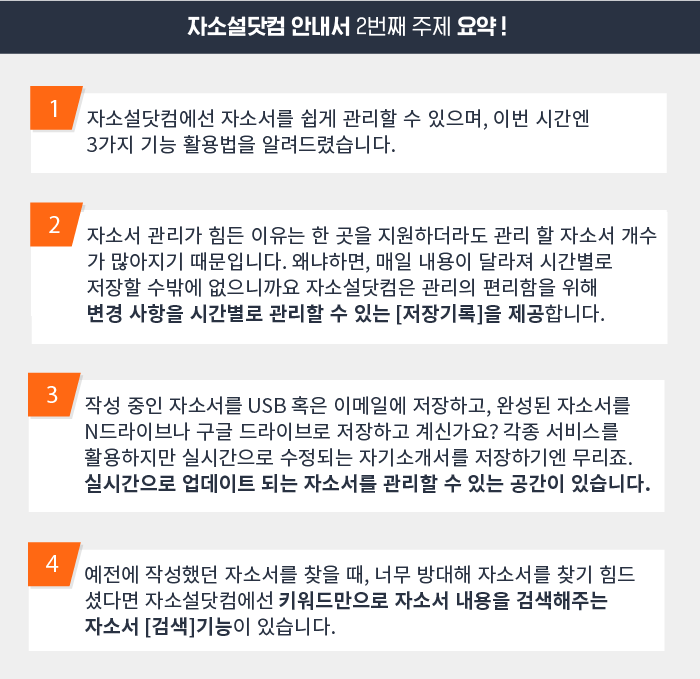 자소설닷컴 안내서 2번째 주제 요약 !
1
자소설닷컴에선 자소서를 쉽게 관리할 수 있으며, 이번 시간엔
3가지 기능 활용법을 알려드렸습니다.
2
자소서 관리가 힘든 이유는 한 곳을 지원하더라도 관리 할 자소서 개수
가 많아지기 때문입니다. 왜냐하면, 매일 내용이 달라져 시간별로
저장할 수밖에 없으니까요 자소설닷컴은 관리의 편리함을 위해
변경 사항을 시간별로 관리할 수 있는 [저장기록]을 제공합니다.
3
작성 중인 자소서를 USB 혹은 이메일에 저장하고, 완성된 자소서를
N드라이브나 구글 드라이브로 저장하고 계신가요? 각종 서비스를
활용하지만 실시간으로 수정되는 자기소개서를 저장하기엔 무리죠.
실시간으로 업데이트 되는 자소서를 관리할 수 있는 공간이 있습니다.
4
예전에 작성했던 자소서를 찾을 때, 너무 방대해 자소서를 찾기 힘드
셨다면 자소설닷컴에선 키워드만으로 자소서 내용을 검색해주는
자소서 [검색]기능이 있습니다.